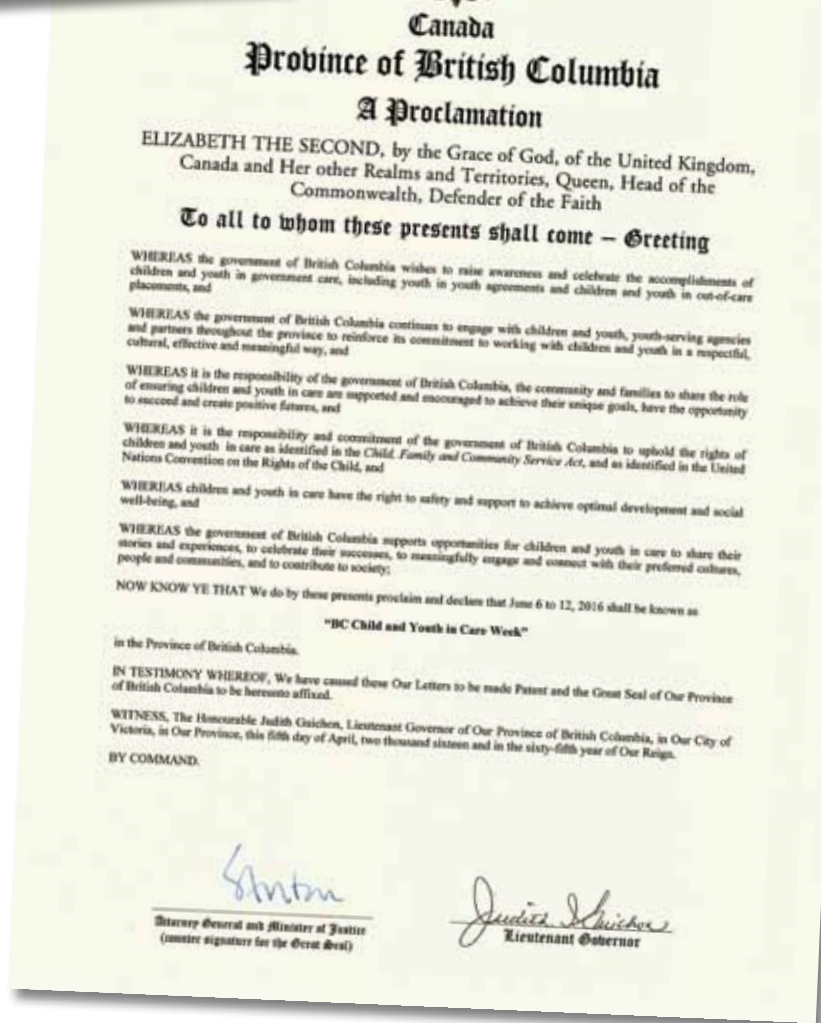 Canada
Province of British Columbia
A Proclamation
ELIZABETH THE SECOND, by the Grace of God, of the United Kingdom,
Canada and Her other Realms and Territories, Queen, Head of the
Commonwealth, Defender of the Faith
To all to whom these presents shall come – Greeting
WHEREAS the government of British Columbia wishes to raise awareness and celebrate the accomplishments of
children and youth in government care, including youth in youth agreements and children and youth in out-of-care
placements, and
WHEREAS the government of British Columbia continues to engage with children and youth, youth-serving agencies
and partners throughout the province to reinforce its commitment to working with children and youth in a respectful,
cultural, effective and meaningful way, and
WHEREAS it is the responsibility of the government of British Columbia, the community and families to share the role
of ensuring children and youth in care are supported and encouraged to achieve their unique goals, have the opportunity
to succeed and create positive futures, and
WHEREAS it is the responsibility and commitment of the government of British Columbia to uphold the rights of
children and youth in care as identified in the Child, Family and Community Service Act, and as identified in the United
Nations Convention on the Rights of the Child, and
WHEREAS children and youth in care have the right to safety and support to achieve optimal development and social
well-being, and
WHEREAS the government of British Columbia supports opportunities for children and youth in care to share their
stories and experiences, to celebrate their successes, to meaningfully engage and connect with their preferred cultures,
people and communities, and to contribute to society;
NOW KNOW YE THAT We do by these presents proclaim and declare that June 6 to 12, 2016 shall be known as
"BC Child and Youth in Care Week"
in the Province of British Columbia.
IN TESTIMONY WHEREOF, We have caused these Our Letters to be made Patent and the Great Seal of Our Province
of British Columbia to be hereunto affixed.
WITNESS, The Honourable Judith Guichon, Lieutenant Governor of Our Province of British Columbia, in Our City of
Victoria, in Our Province, this fifth day of April, two thousand sixteen and in the sixty-fifth year of Our Reign.
BY COMMAND.
Judith Guichon
Attorney General and Minister of Justice
(counter signature for the Great Seal)
Lieutenant Governor